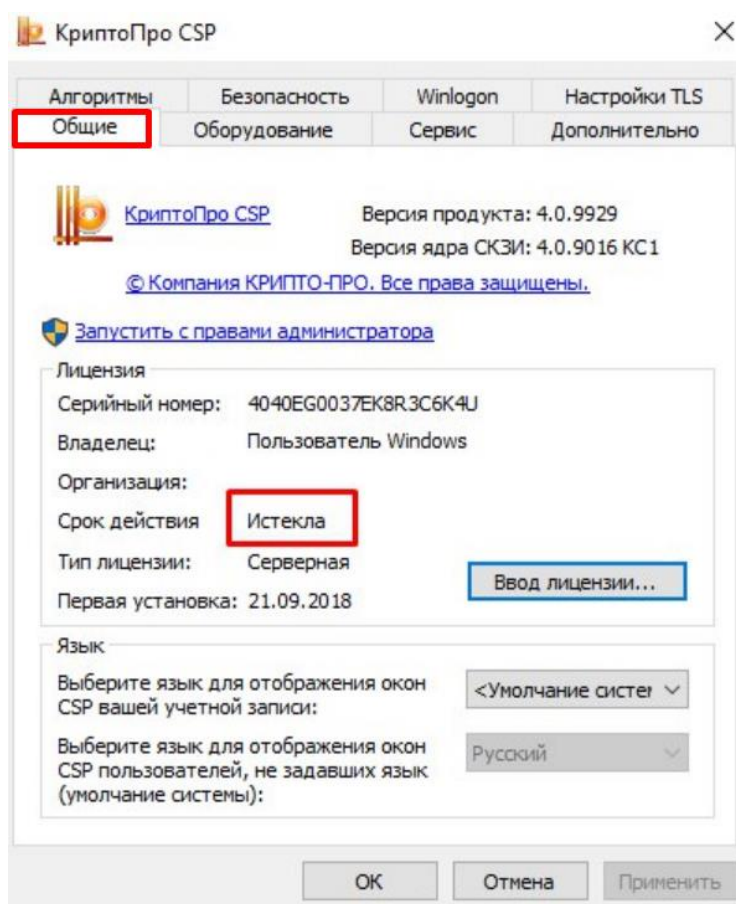 КриптоПро CSP
Алгоритмы Безопасность Winlogon Настройки TLS
Общие Оборудование Сервис Дополнительно
КриптоПро CSP Версия продукта: 4.0.9929
Версия ядра СКЗИ: 4.0.9016 КС1
© Компания КРИПТО-ПРО. Все права защищены.
Запустить с правами администратора
Лицензия
Серийный номер: 4040EG0037EK8R3C6K4U
Владелец: Пользователь Windows
Организация:
Срок действия Истекла
Тип лицензии: Серверная
Ввод лицензии...
Первая установка: 21.09.2018
Язык
Выберите язык для отображения окон
CSP вашей учетной записи:
<Умолчание систе
Выберите язык для отображения окон
CSP пользователей, не задавших язык
(умолчание системы):
Русский
ОК Отмена Применить